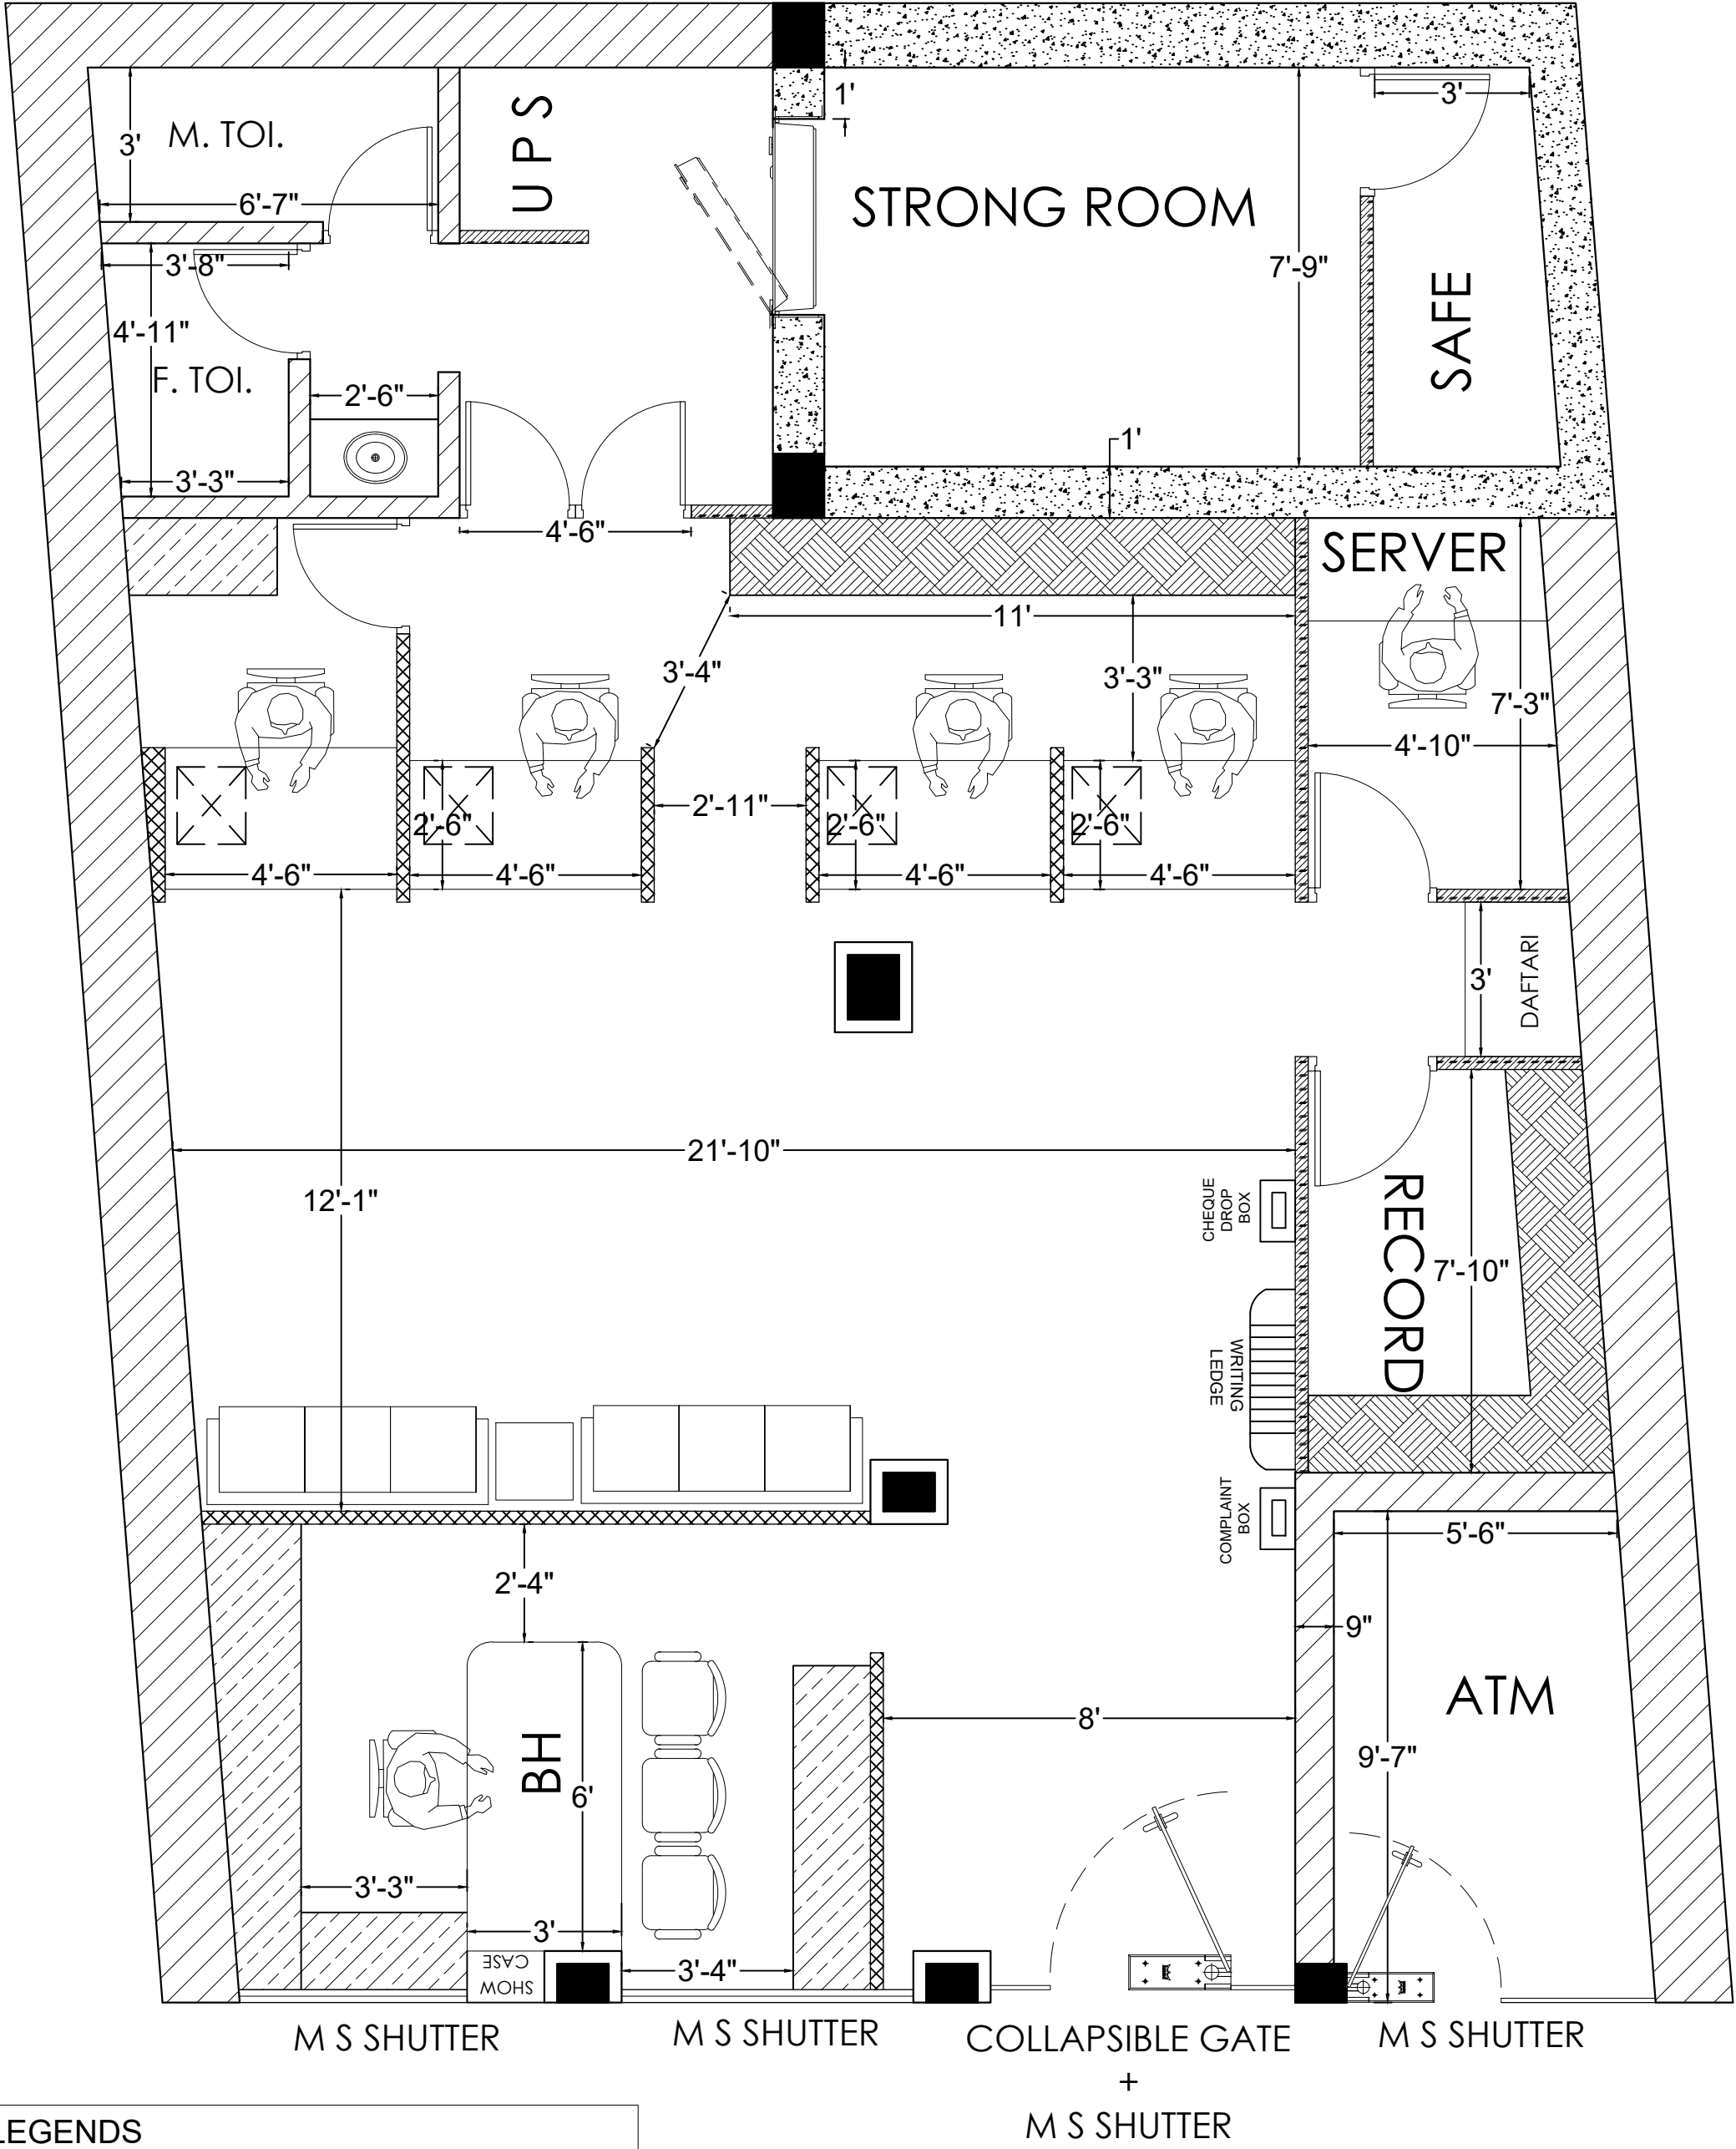 1'
3'
3'
M. TOI.
UPS
6'-7"
STRONG ROOM
3'-8"
7'-9"
4'-11"
SAFE
F. TOI.
2'-6"
1'
3'-3"
4'-6"
SERVER
11'
3'-4"
3'-3"
7'-3"
4'-10"
2'-6"
2'-11"
2'-6"
2'-6"
4'-6"
4'-6"
4'-6"
4'-6"
3'
DAFTARI
21'-10"
12'-1"
CHEQUE
DROP
BOX
RECORD
7'-10"
WRITING
LEDGE
COMPLAINT
BOX
5'-6"
2'-4"
9"
ATM
8'
BH
9'-7"
6'
3'-3"
3'
SHOW
CASE
3'-4"
M S SHUTTER
M S SHUTTER
COLLAPSIBLE GATE
+
M S SHUTTER
M S SHUTTER
LEGENDS